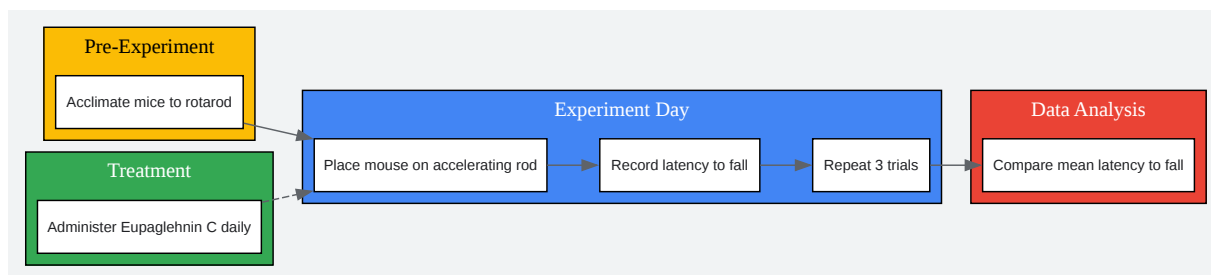 Pre-Experiment
Acclimate mice to rotarod
Treatment
Administer Eupaglehnin C daily
Experiment Day
Place mouse on accelerating rod
Record latency to fall
Repeat 3 trials
Data Analysis
Compare mean latency to fall